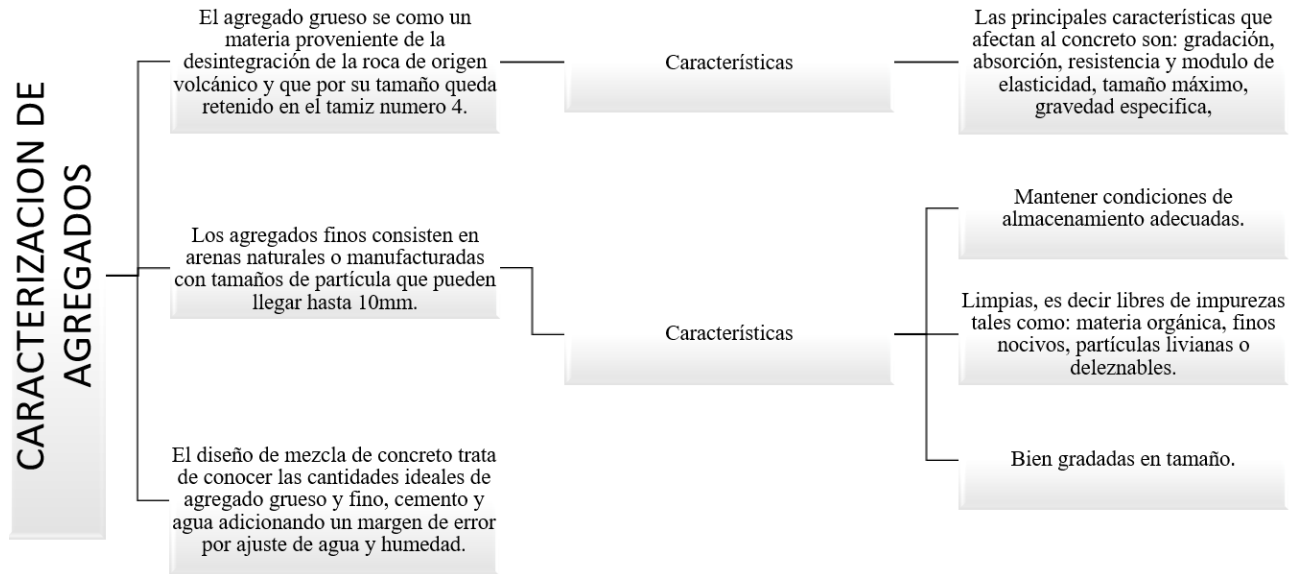 CARACTERIZACION DE
AGREGADOS
El agregado grueso se como un
materia proveniente de la
desintegración de la roca de origen
volcánico y que por su tamaño queda
retenido en el tamiz numero 4.
Características
Las principales características que
afectan al concreto son: gradación,
absorción, resistencia y modulo de
elasticidad, tamaño máximo,
gravedad especifica,
Los agregados finos consisten en
arenas naturales o manufacturadas
con tamaños de partícula que pueden
llegar hasta 10mm.
Características
Mantener condiciones de
almacenamiento adecuadas.
Limpias, es decir libres de impurezas
tales como: materia orgánica, finos
nocivos, partículas livianas o
deleznables.
Bien gradadas en tamaño.
El diseño de mezcla de concreto trata
de conocer las cantidades ideales de
agregado grueso y fino, cemento y
agua adicionando un margen de error
por ajuste de agua y humedad.